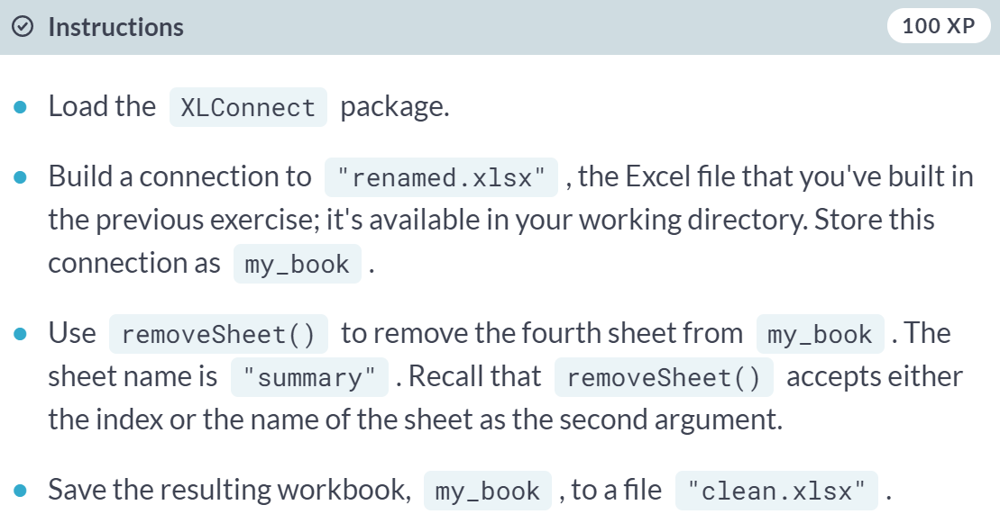 Instructions 100 XP
Load the XLConnect package.
Build a connection to "renamed.xlsx" , the Excel file that you've built in
the previous exercise; it's available in your working directory. Store this
connection as my_book .
Use removeSheet() to remove the fourth sheet from my_book . The
sheet name is "summary" . Recall that removeSheet() accepts either
the index or the name of the sheet as the second argument.
Save the resulting workbook, my_book , to a file "clean.xlsx" .